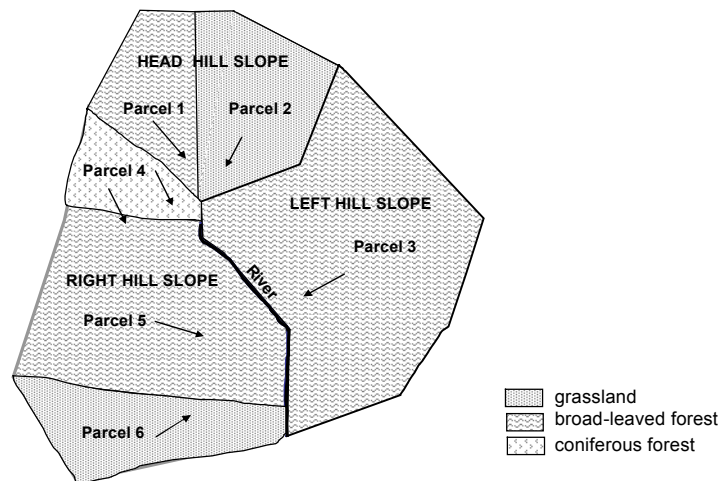 HEAD HILL SLOPE
Parcel 1
Parcel 2
Parcel 4
LEFT HILL SLOPE
Parcel 3
River
RIGHT HILL SLOPE
Parcel 5
Parcel 6
grassland
broad-leaved forest
coniferous forest